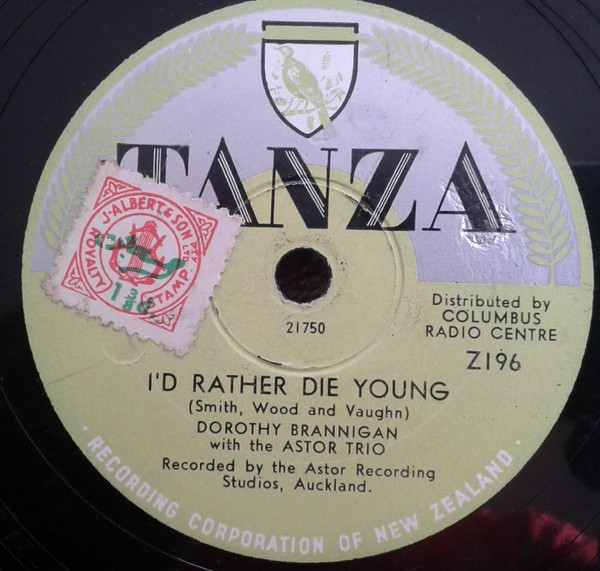 TANZA
J. ALBERT & SON PTY. LTD.
ROYALTY STAMP
21750
Distributed by
COLUMBUS
RADIO CENTRE
Z196
I'D RATHER DIE YOUNG
(Smith, Wood and Vaughn)
DOROTHY BRANNIGAN
with the ASTOR TRIO
Recorded by the Astor Recording
Studios, Auckland.
· RECORDING CORPORATION OF NEW ZEALAND ·